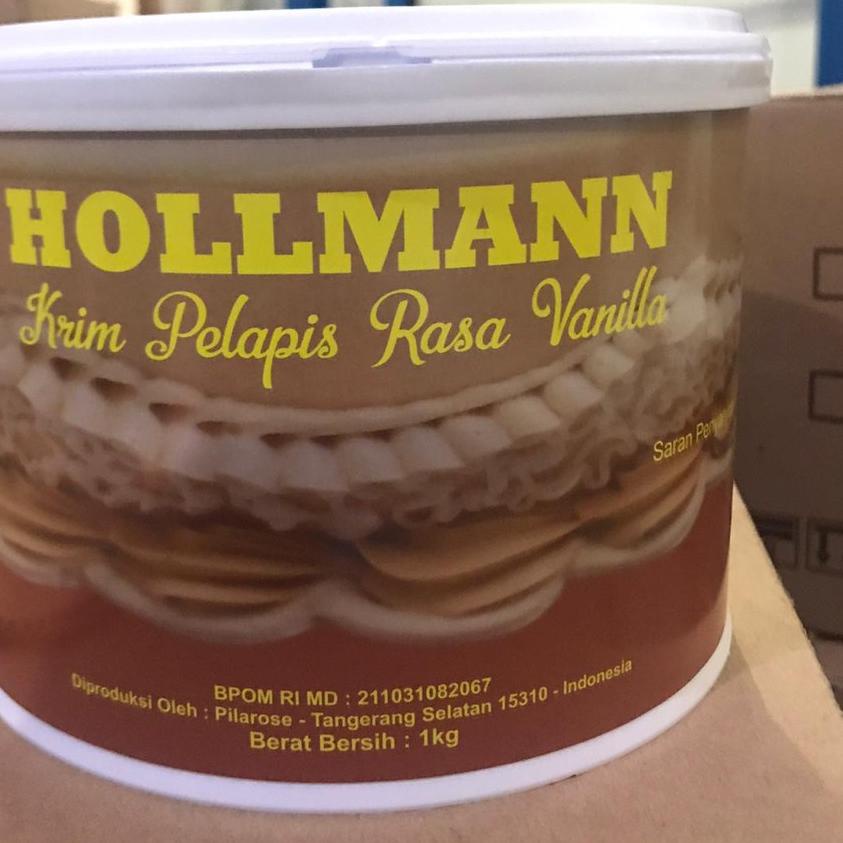 HOLLMANN
Krim Pelapis Rasa Vanilla
Saran
BPOM RI MD : 211031082067
Diproduksi Oleh : Pilarose - Tangerang Selatan 15310 - Indonesia
Berat Bersih : 1kg